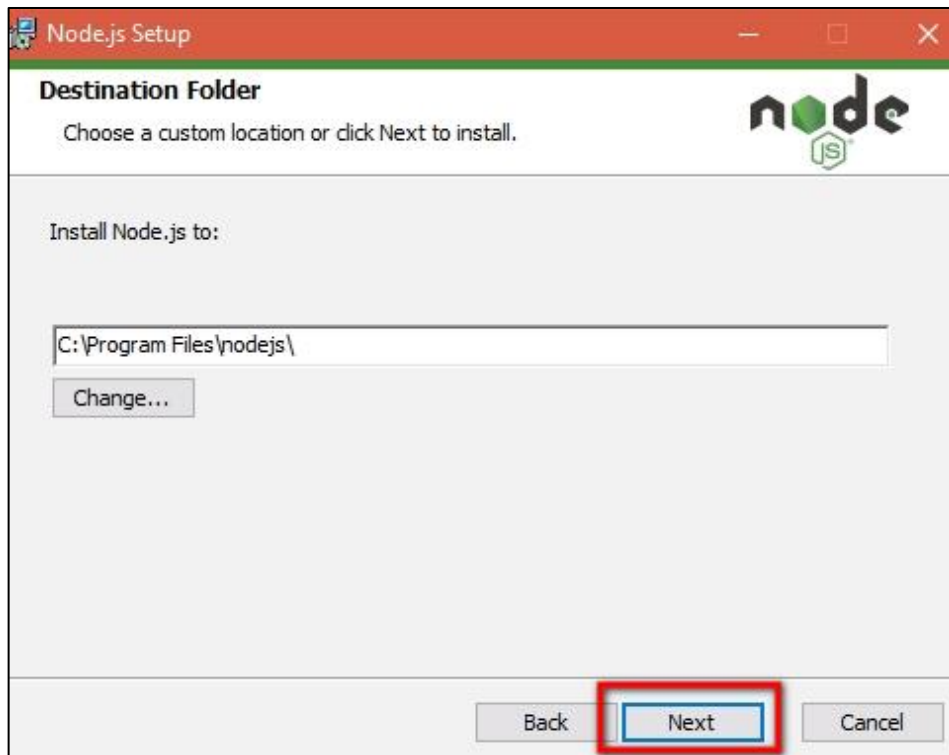 Node.js Setup
Destination Folder
Choose a custom location or click Next to install.
node
JS
Install Node.js to:
C:\Program Files\nodejs\
Change...
Back
Next
Cancel